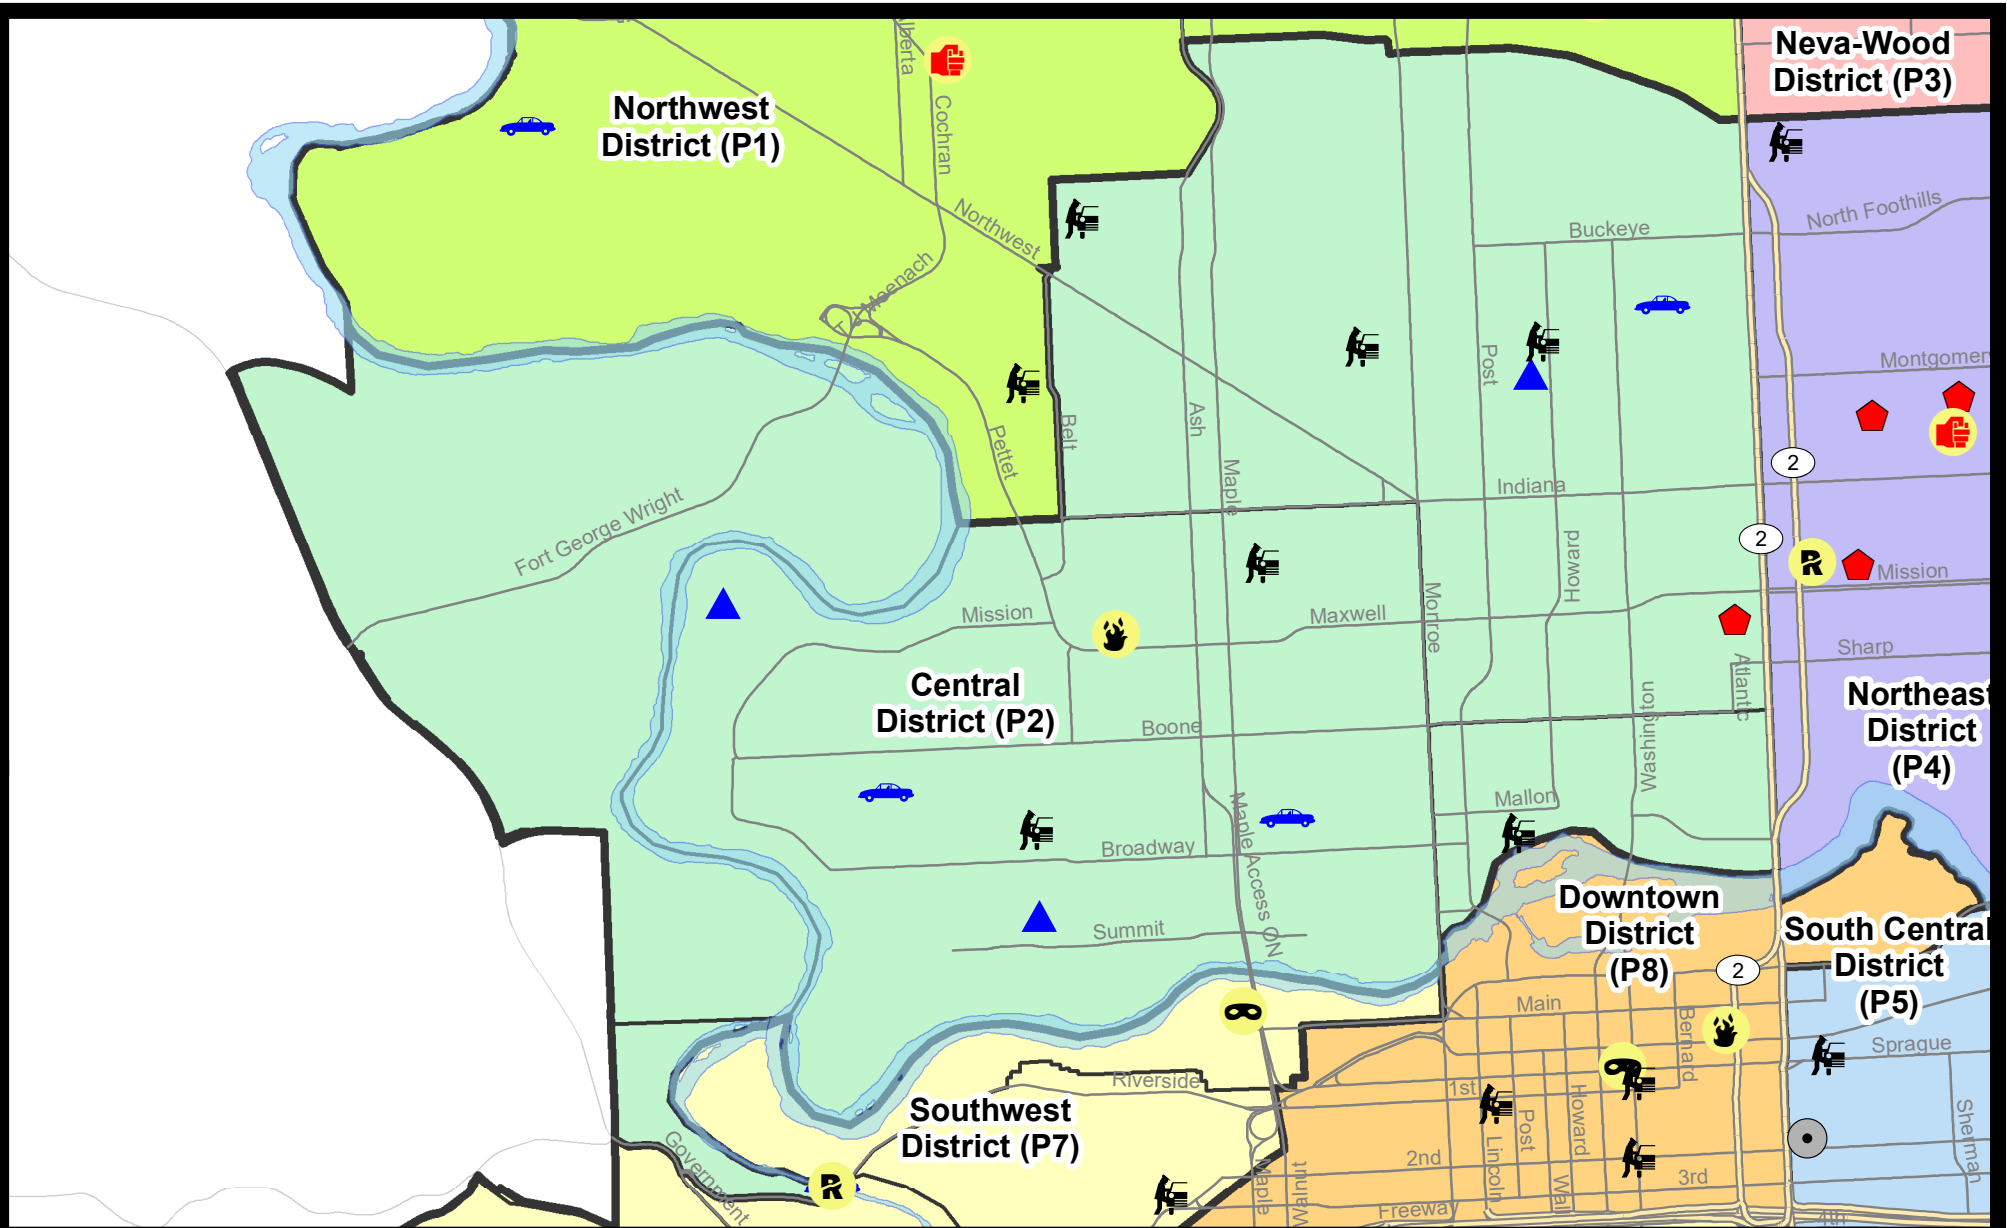 Neva-Wood
District (P3)
Northwest
District (P1)
Cochran
Northwest
North Foothills
Buckeye
Post
Belt
Ash
Pettet
Maple
Indiana
2
Fort George Wright
2
Howard
R
Mission
Mission
Maxwell
Monroe
Sharp
Atlantic
Central
District (P2)
Northeast
District
(P4)
Boone
Washington
Mallon
Maple Access ON
Broadway
Downtown
District
(P8)
South Central
District
(P5)
Summit
2
Main
Bernard
Sprague
Riverside
1st
Southwest
District (P7)
Howard
Post
Sherman
Government
Lincoln
2nd
3rd
R
Maple
Walnut
Wall
Freeway
4th